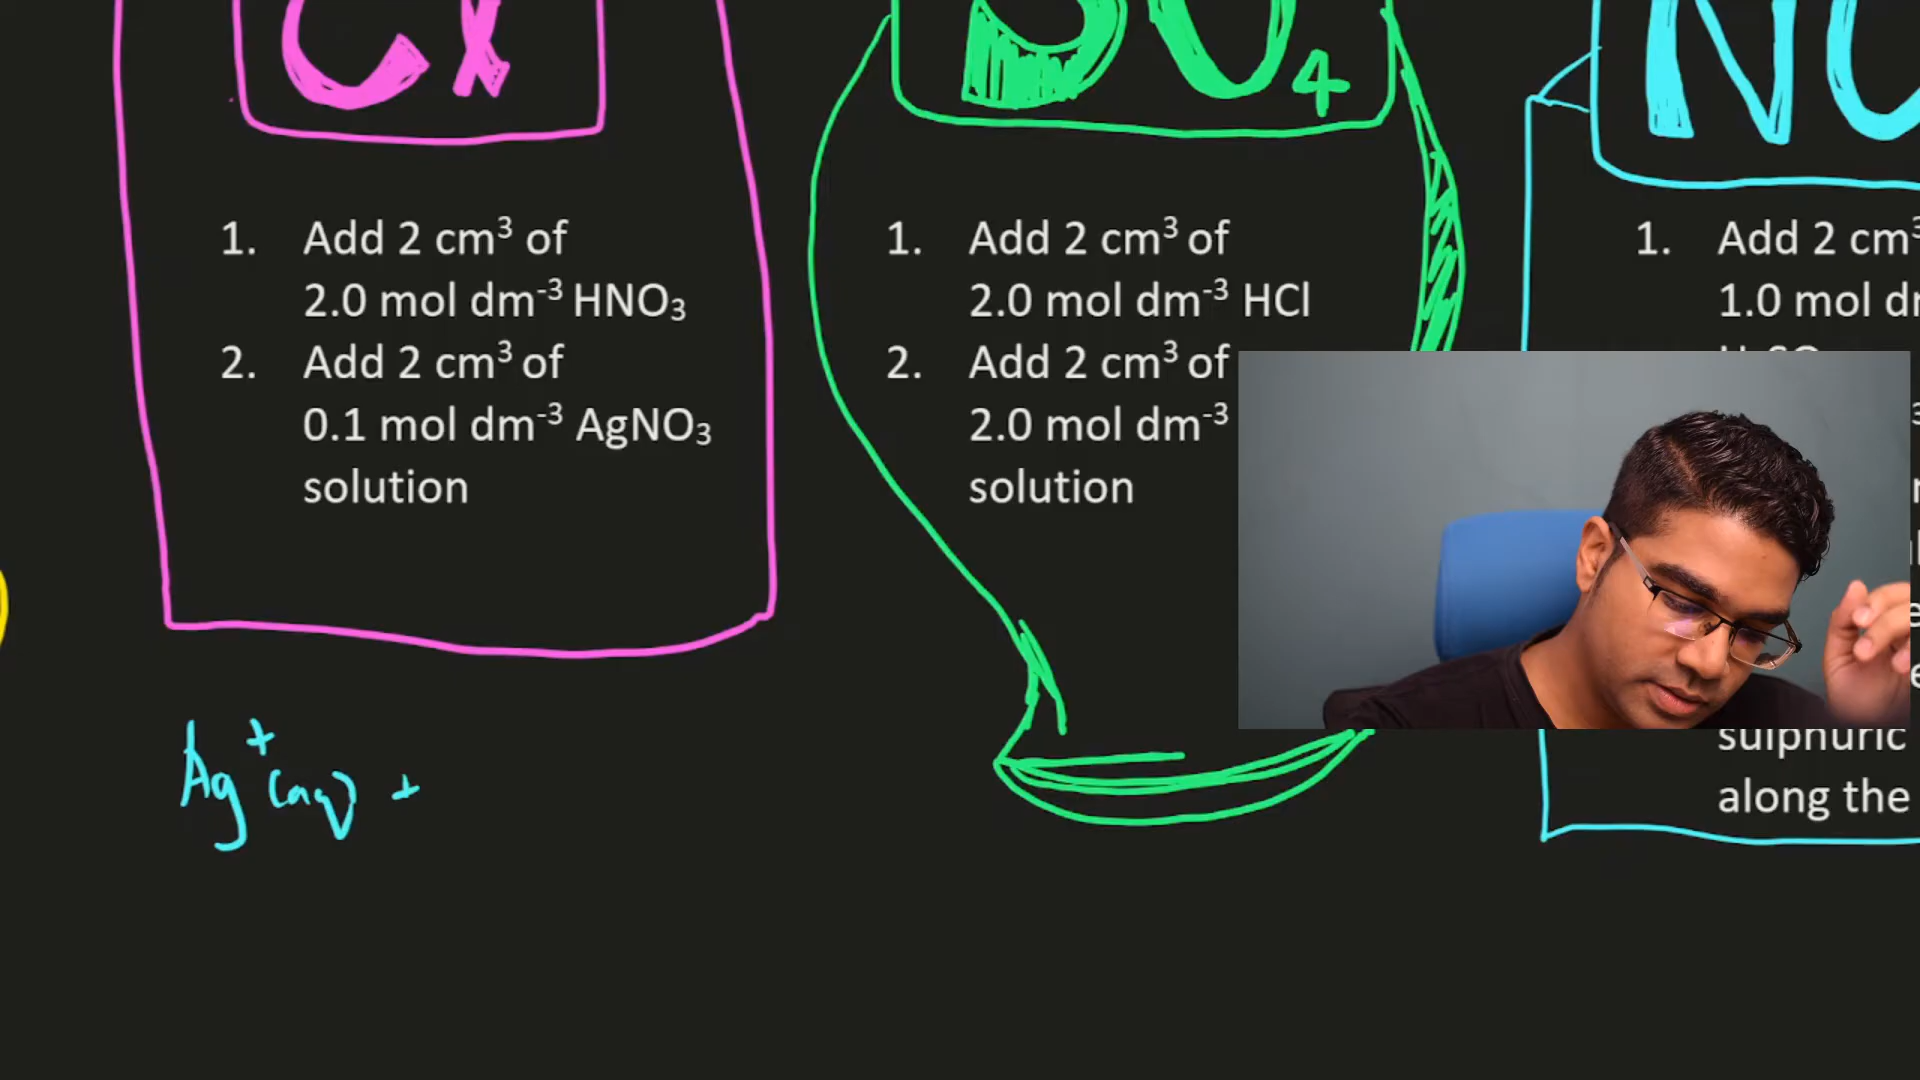 Cl
SO4
1. Add 2 cm³ of
2.0 mol dm⁻³ HNO₃
2. Add 2 cm³ of
0.1 mol dm⁻³ AgNO₃
solution
1. Add 2 cm³ of
2.0 mol dm⁻³ HCl
2. Add 2 cm³ of
2.0 mol dm⁻³
solution
1. Add 2 cm³
1.0 mol
sulphuric
along the
Ag⁺(aq) +